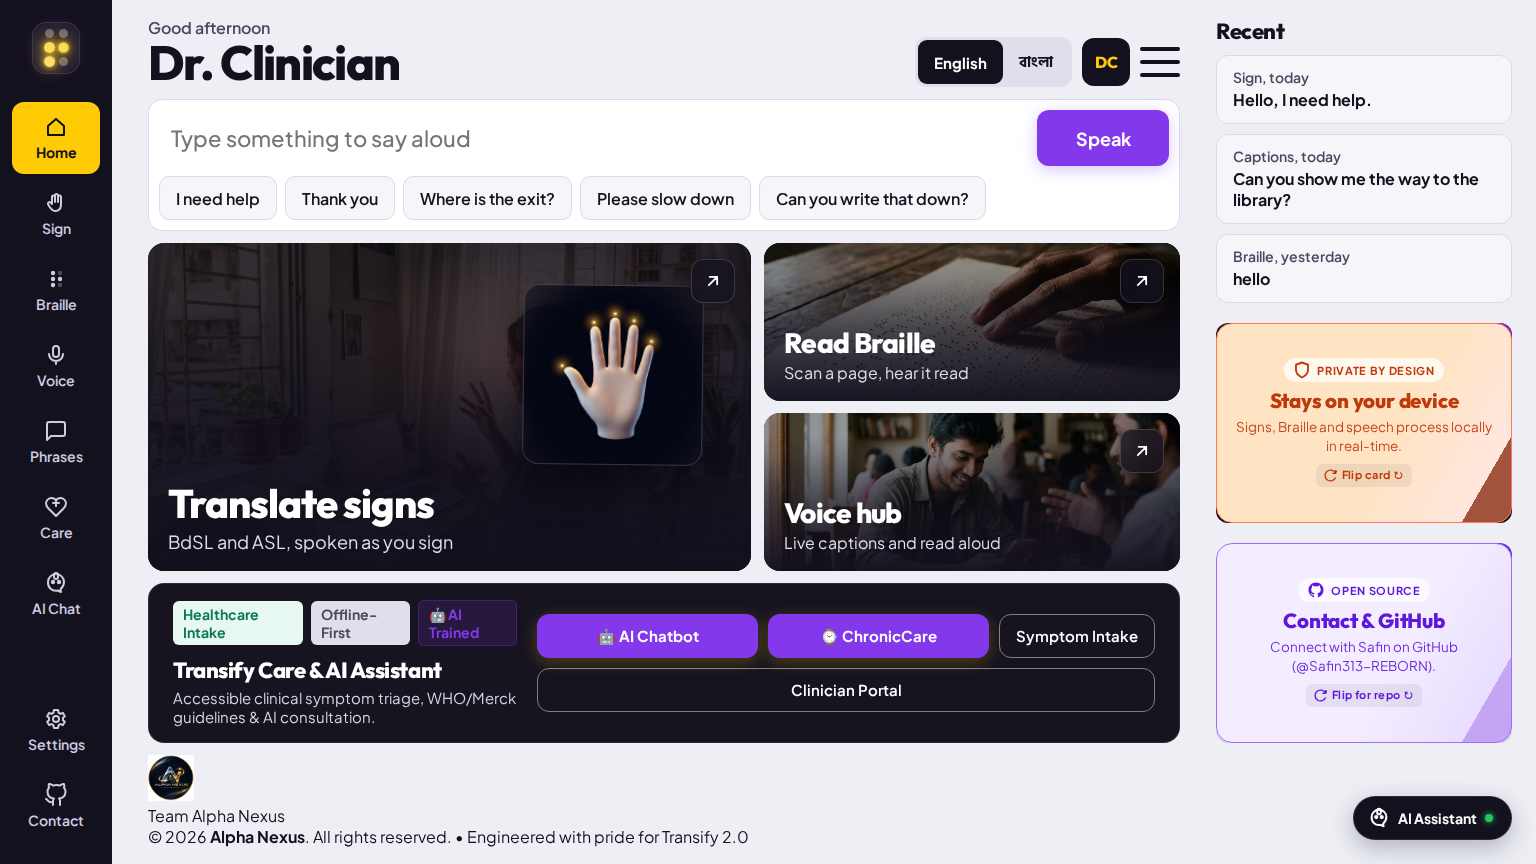 Home
Sign
Braille
Voice
Phrases
Care
AI Chat
Settings
Contact
Good afternoon
Dr. Clinician
English
বাংলা
DC
Type something to say aloud
Speak
I need help
Thank you
Where is the exit?
Please slow down
Can you write that down?
Translate signs
BdSL and ASL, spoken as you sign
Read Braille
Scan a page, hear it read
Voice hub
Live captions and read aloud
Healthcare
Intake
Offline-
First
🤖 AI
Trained
Transify Care & AI Assistant
Accessible clinical symptom triage, WHO/Merck
guidelines & AI consultation.
🤖 AI Chatbot
⌚ ChronicCare
Symptom Intake
Clinician Portal
ALPHA NEXUS
Team Alpha Nexus
© 2026 Alpha Nexus. All rights reserved. • Engineered with pride for Transify 2.0
Recent
Sign, today
Hello, I need help.
Captions, today
Can you show me the way to the
library?
Braille, yesterday
hello
PRIVATE BY DESIGN
Stays on your device
Signs, Braille and speech process locally
in real-time.
Flip card ↻
OPEN SOURCE
Contact & GitHub
Connect with Safin on GitHub
(@Safin313-REBORN).
Flip for repo ↻
AI Assistant